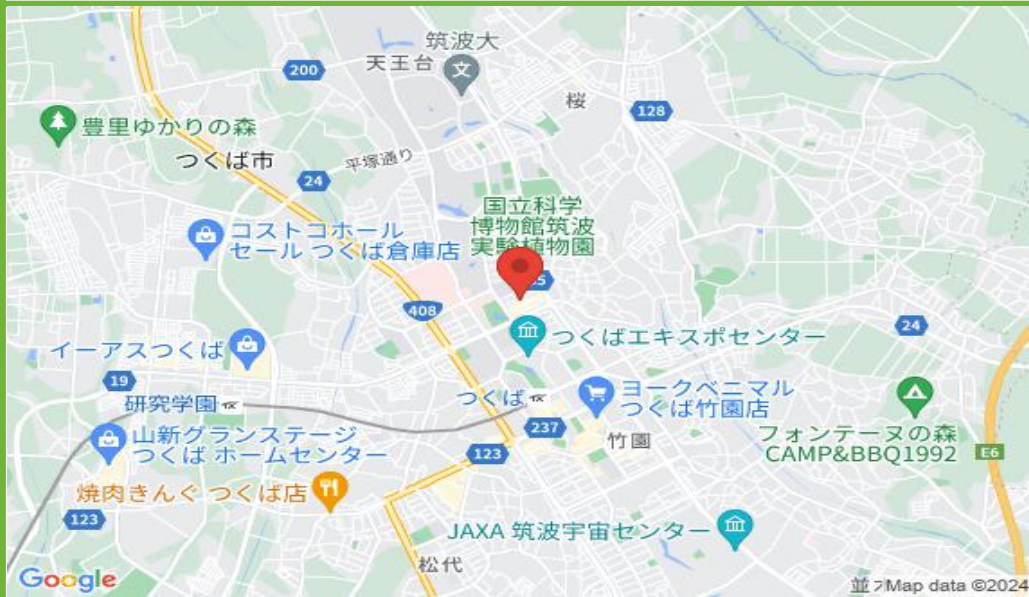 筑波大
天王台
200
桜
128
豊里ゆかりの森
つくば市
平塚通り
24
国立科学
博物館筑波
実験植物園
コストコホール
セール つくば倉庫店
408
つくばエキスポセンター
24
イーアスつくば
19
研究学園
つくば
ヨークベニマル
つくば竹園店
山新グランステージ
つくば ホームセンター
237
竹園
123
フォンテーヌの森
CAMP&BBQ1992
E6
焼肉きんぐ つくば店
123
JAXA 筑波宇宙センター
松代
Google
Map data ©2024